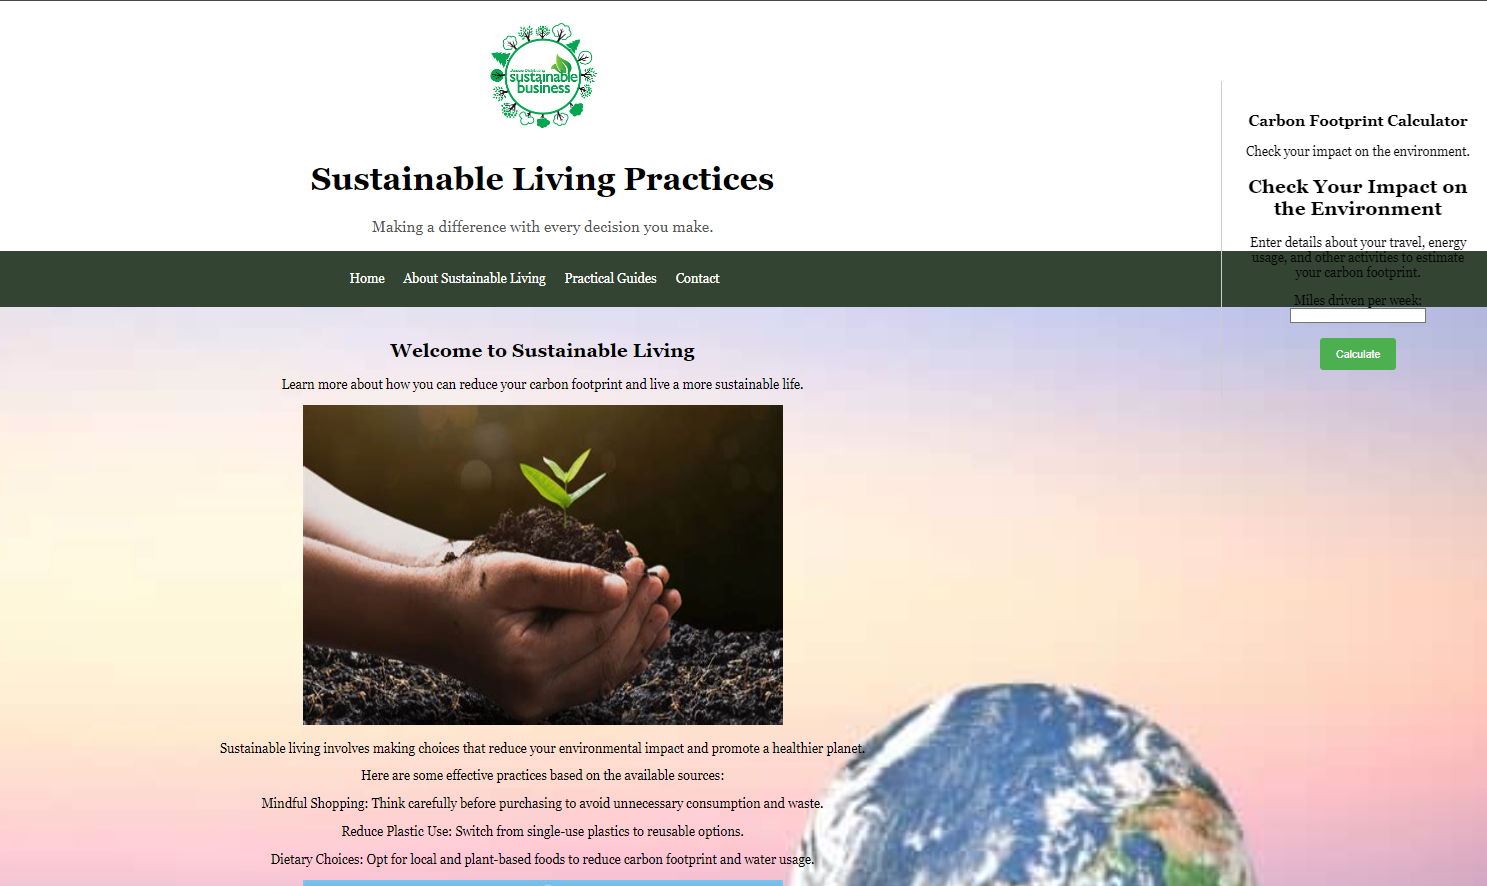 sustainable
business
Sustainable Living Practices
Making a difference with every decision you make.
Home About Sustainable Living Practical Guides Contact
Carbon Footprint Calculator
Check your impact on the environment.
Check Your Impact on
the Environment
Enter details about your travel, energy
usage, and other activities to estimate
your carbon footprint.
Miles driven per week:
Calculate
Welcome to Sustainable Living
Learn more about how you can reduce your carbon footprint and live a more sustainable life.
Sustainable living involves making choices that reduce your environmental impact and promote a healthier planet.
Here are some effective practices based on the available sources:
Mindful Shopping: Think carefully before purchasing to avoid unnecessary consumption and waste.
Reduce Plastic Use: Switch from single-use plastics to reusable options.
Dietary Choices: Opt for local and plant-based foods to reduce carbon footprint and water usage.